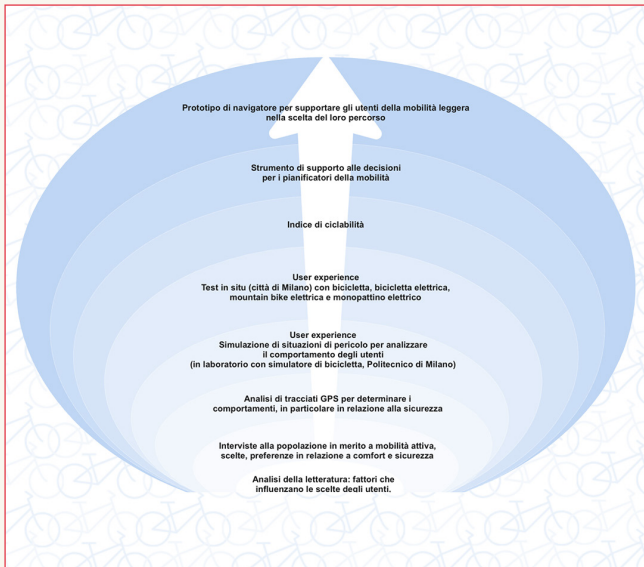 Prototipo di navigatore per supportare gli utenti della mobilità leggera
nella scelta del loro percorso
Strumento di supporto alle decisioni
per i pianificatori della mobilità
Indice di ciclabilità
User experience
Test in situ (città di Milano) con bicicletta, bicicletta elettrica,
mountain bike elettrica e monopattino elettrico
User experience
Simulazione di situazioni di pericolo per analizzare
il comportamento degli utenti
(in laboratorio con simulatore di bicicletta, Politecnico di Milano)
Analisi di tracciati GPS per determinare i
comportamenti, in particolare in relazione alla sicurezza
Interviste alla popolazione in merito a mobilità attiva,
scelte, preferenze in relazione a comfort e sicurezza
Analisi della letteratura: fattori che
influenzano le scelte degli utenti.